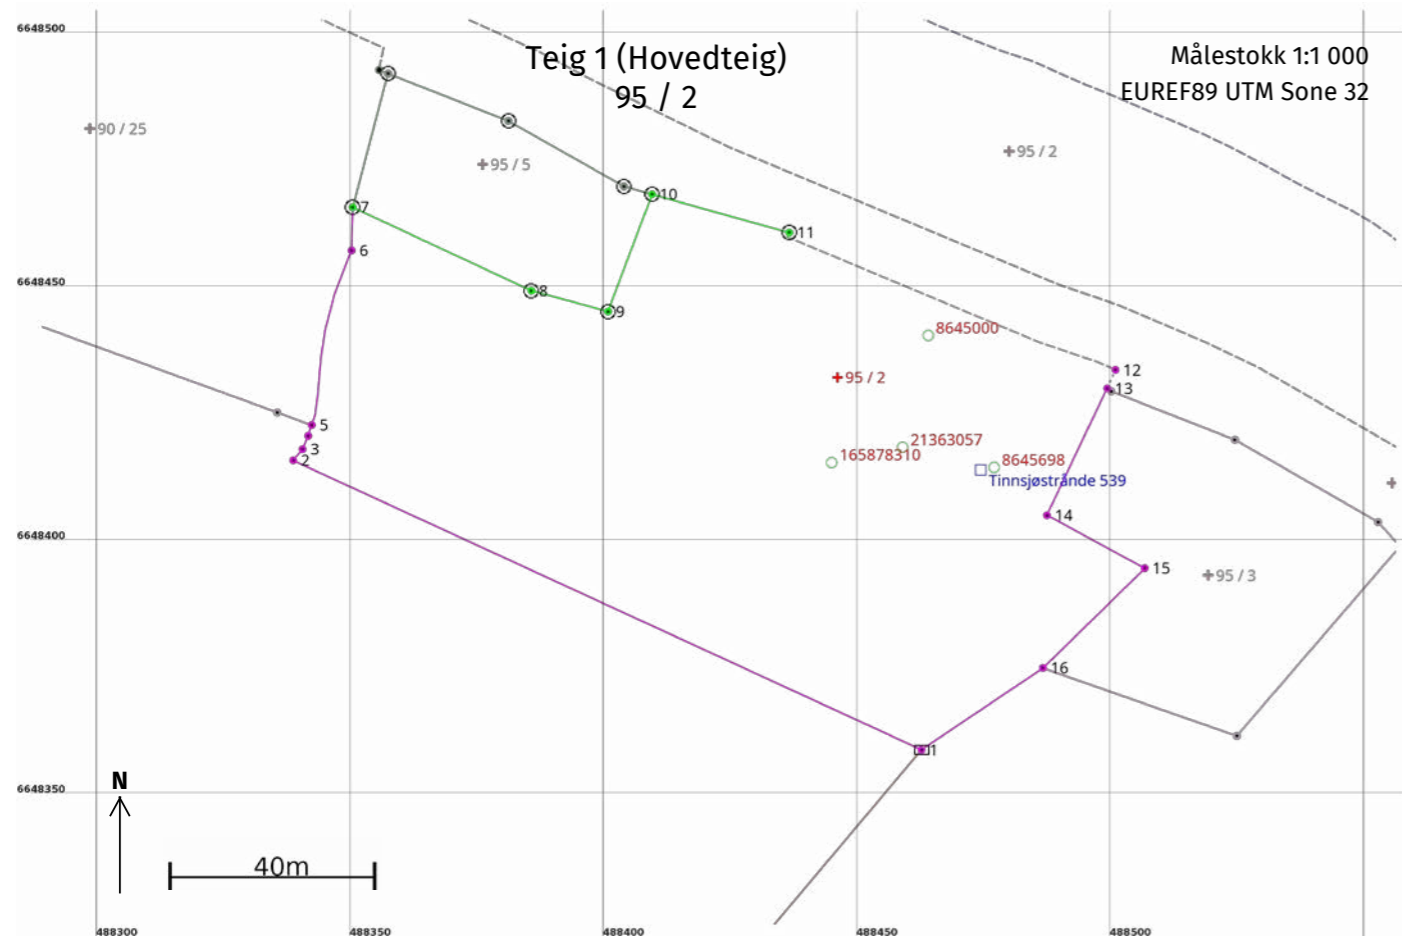 6648500
Teig 1 (Hovedteig)
95 / 2
Målestokk 1:1 000
EUREF89 UTM Sone 32
90 / 25
95 / 5
95 / 2
10
7
11
6
6648450
8
9
8645000
12
95 / 2
13
5
21363057
3
165878310
8645698
2
Tinnsjøstrånde 539
14
6648400
15
95 / 3
16
1
N
6648350
40m
488300
488350
488400
488450
488500